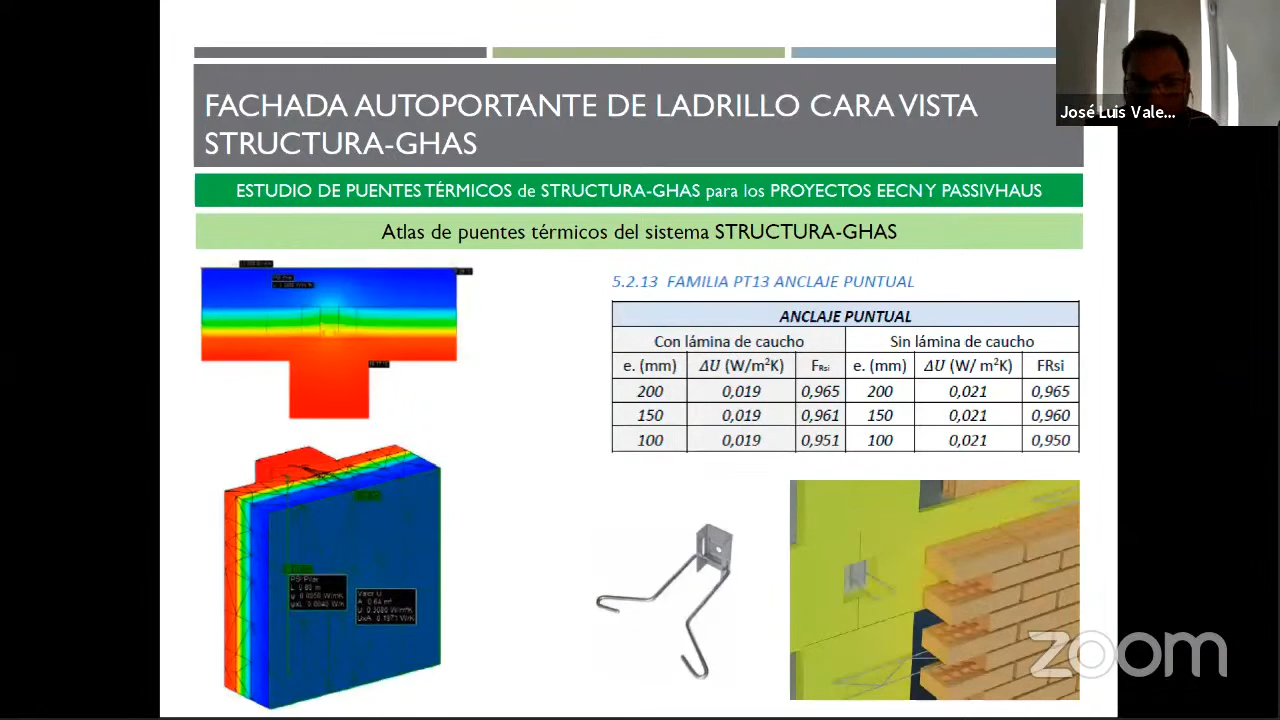 José Luis Vale...
FACHADA AUTOPORTANTE DE LADRILLO CARA VISTA
STRUCTURA-GHAS
ESTUDIO DE PUENTES TÉRMICOS de STRUCTURA-GHAS para los PROYECTOS EECN Y PASSIVHAUS
Atlas de puentes térmicos del sistema STRUCTURA-GHAS
5.2.13 FAMILIA PT13 ANCLAJE PUNTUAL
ANCLAJE PUNTUAL
Con lámina de caucho Sin lámina de caucho
e. (mm) ΔU (W/m²K) FRsi e. (mm) ΔU (W/ m²K) FRsi
200 0,019 0,965 200 0,021 0,965
150 0,019 0,961 150 0,021 0,960
100 0,019 0,951 100 0,021 0,950
PSI Pilar
Valor U
zoom